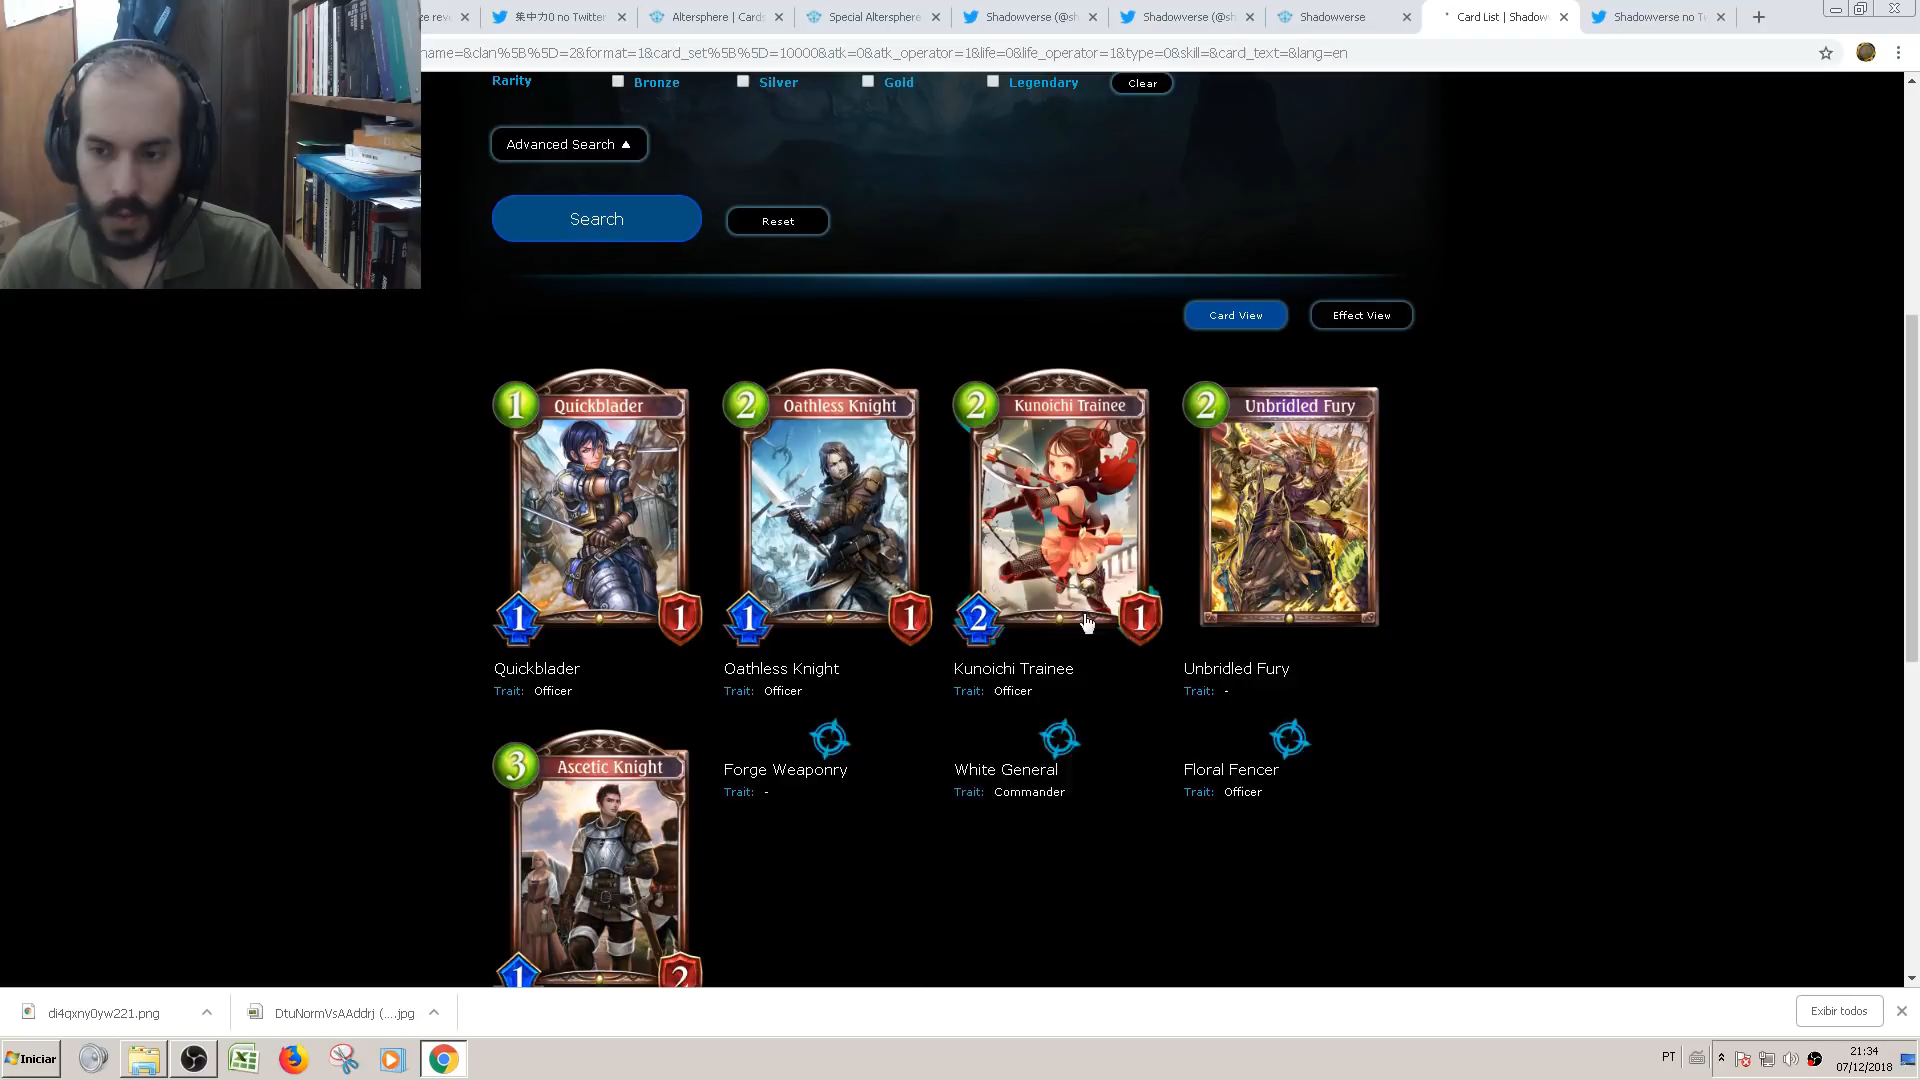 ze rev
集中力0 no Twitter
Altersphere | Cards
Special Altersphere
Shadowverse (@sh
Shadowverse (@sh
Shadowverse
Card List | Shadow
Shadowverse no T
name=&clan%5B%5D=2&format=1&card_set%5B%5D=10000&atk=0&atk_operator=1&life=0&life_operator=1&type=0&skill=&card_text=&lang=en
Rarity Bronze Silver Gold Legendary Clear
Advanced Search ▲
Search Reset
Card View Effect View
1 Quickblader 2 Oathless Knight 2 Kunoichi Trainee 2 Unbridled Fury
1 1 1 1 2 1
Quickblader Oathless Knight Kunoichi Trainee Unbridled Fury
Trait: Officer Trait: Officer Trait: Officer Trait: -
3 Ascetic Knight
Forge Weaponry White General Floral Fencer
Trait: - Trait: Commander Trait: Officer
1 2
di4qxny0yw221.png DtuNormVsAAddrj (....jpg Exibir todos
Iniciar PT 21:34
07/12/2018